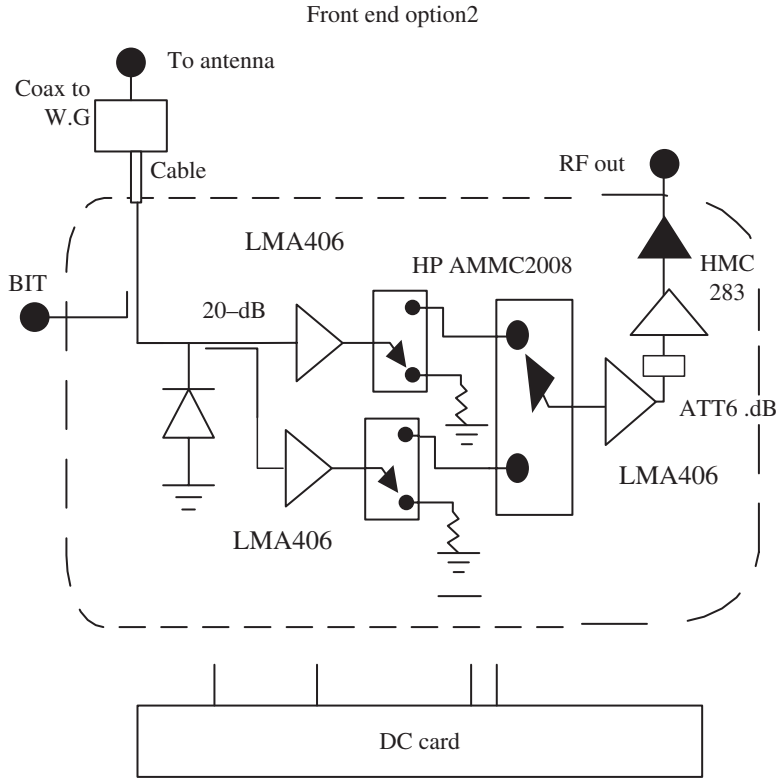 Front end option2
To antenna
Coax to
W.G
Cable
RF out
LMA406
HP AMMC2008
HMC
283
BIT
20–dB
ATT6 .dB
LMA406
LMA406
DC card